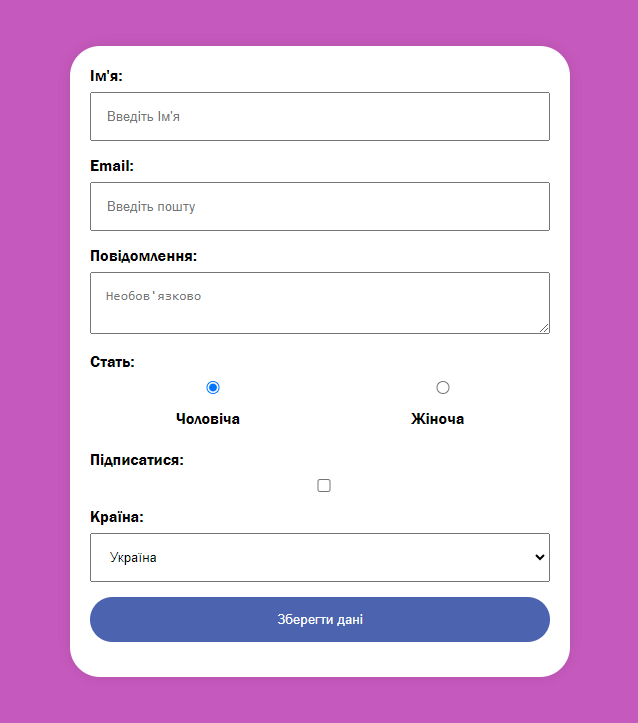 Ім'я:
Введіть Ім'я
Email:
Введіть пошту
Повідомлення:
Необов'язково
Стать:
Чоловіча Жіноча
Підписатися:
Країна:
Україна
Зберегти дані